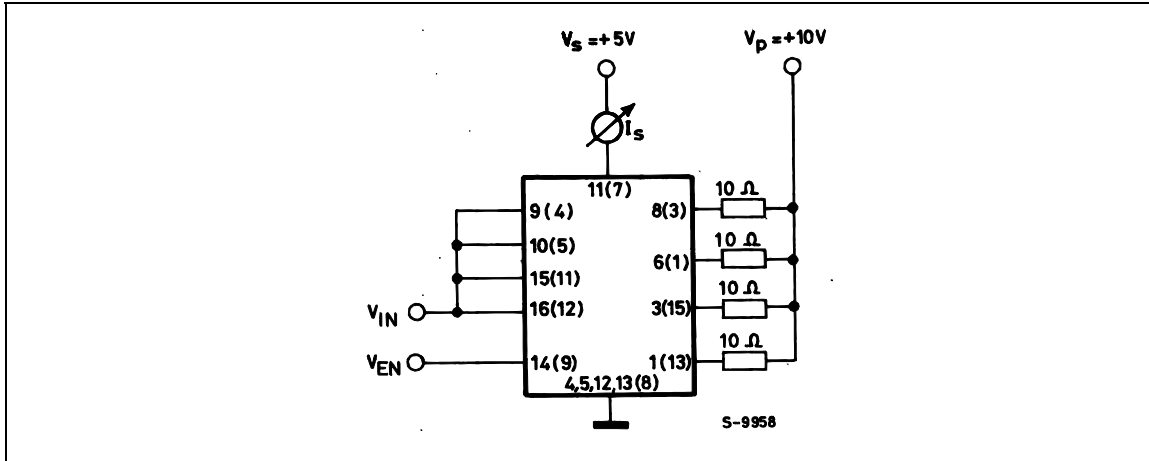 Vs =+5V
Vp =+10V
Is
11(7)
10 Ω
9(4)
8(3)
10 Ω
10(5)
6(1)
15(11)
10 Ω
VIN
16(12)
3(15)
10 Ω
VEN
14(9)
1(13)
4,5,12,13(8)
S-9958